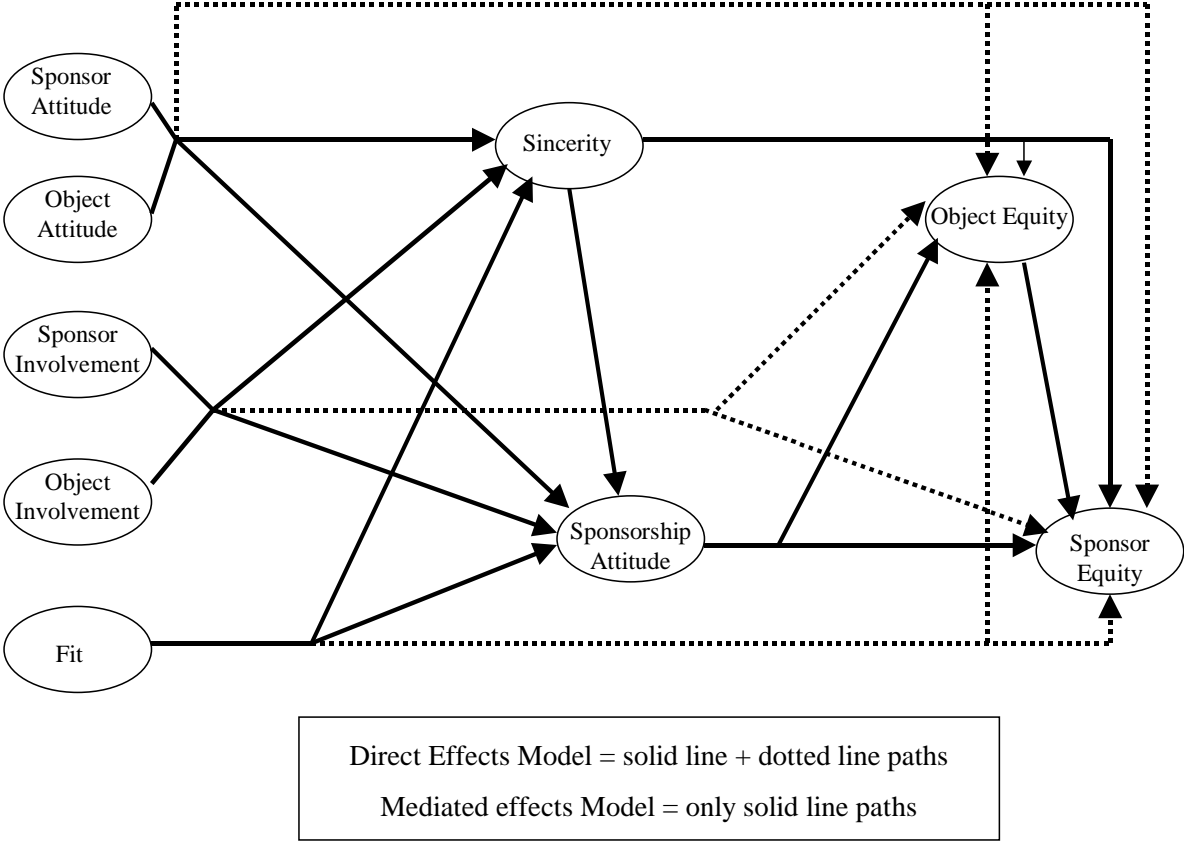 Sponsor
Attitude
Object
Attitude
Sponsor
Involvement
Object
Involvement
Fit
Sincerity
Sponsorship
Attitude
Object Equity
Sponsor
Equity
Direct Effects Model = solid line + dotted line paths
Mediated effects Model = only solid line paths